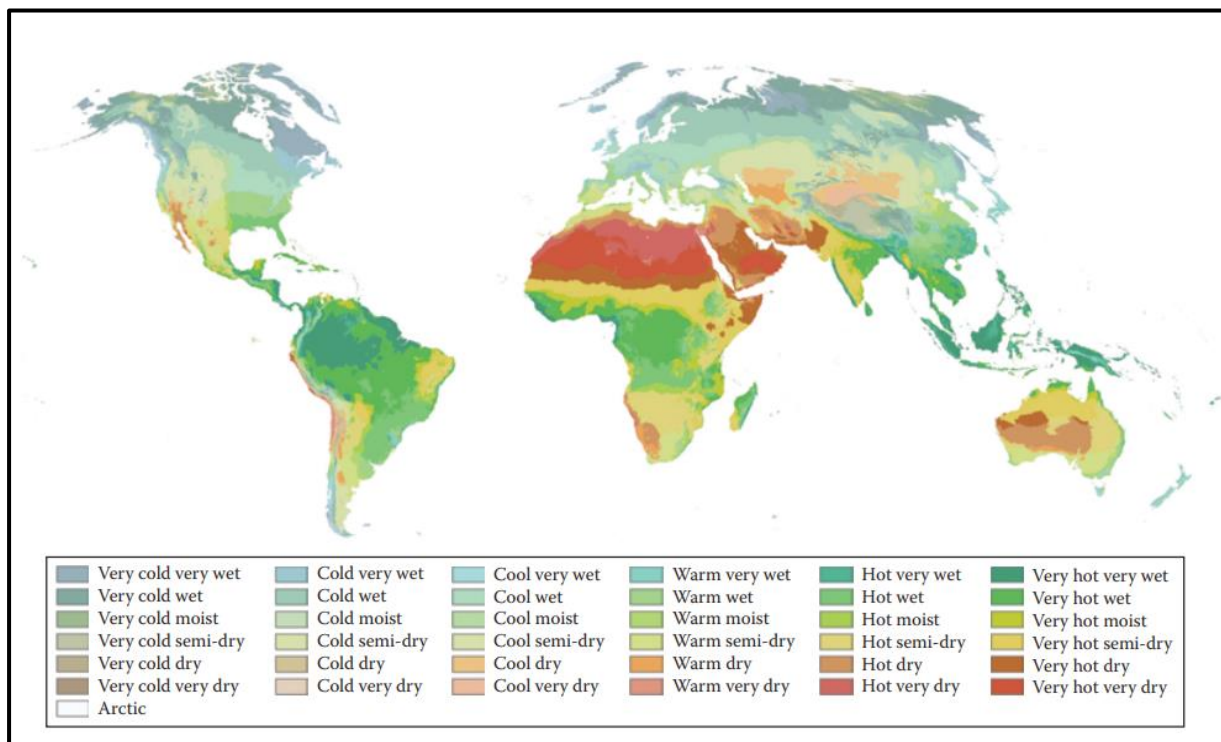 Very cold very wet Cold very wet Cool very wet Warm very wet Hot very wet Very hot very wet
Very cold wet Cold wet Cool wet Warm wet Hot wet Very hot wet
Very cold moist Cold moist Cool moist Warm moist Hot moist Very hot moist
Very cold semi-dry Cold semi-dry Cool semi-dry Warm semi-dry Hot semi-dry Very hot semi-dry
Very cold dry Cold dry Cool dry Warm dry Hot dry Very hot dry
Very cold very dry Cold very dry Cool very dry Warm very dry Hot very dry Very hot very dry
Arctic